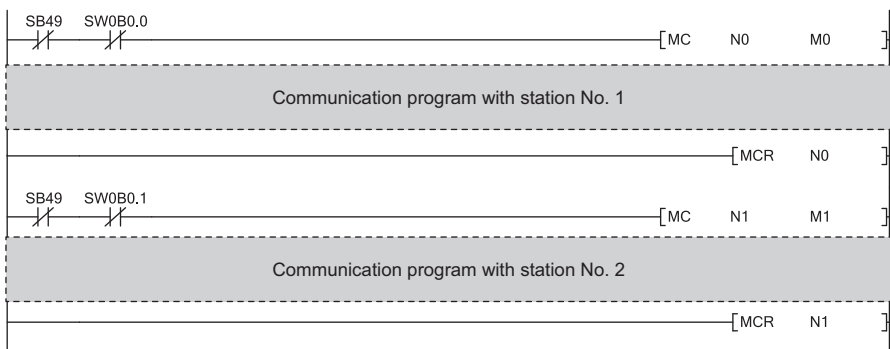 SB49 SW0B0.0
[MC N0 M0 ]
Communication program with station No. 1
[MCR N0 ]
SB49 SW0B0.1
[MC N1 M1 ]
Communication program with station No. 2
[MCR N1 ]